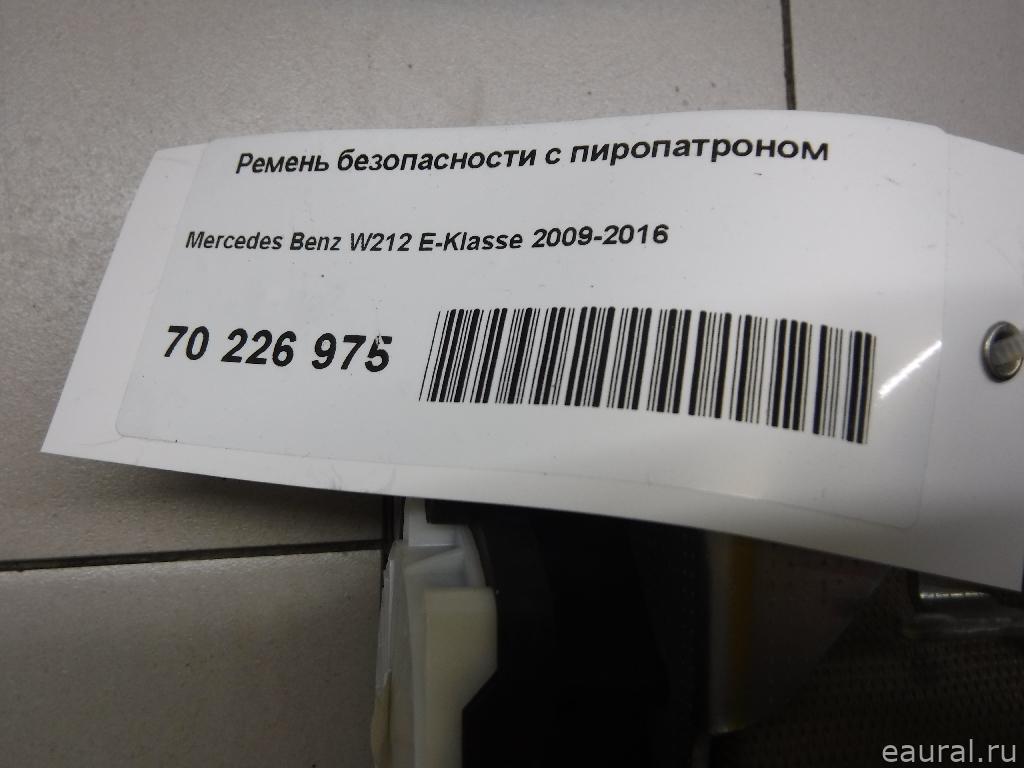 Ремень безопасности с пиропатроном
Mercedes Benz W212 E-Klasse 2009-2016
70 226 975
eaural.ru